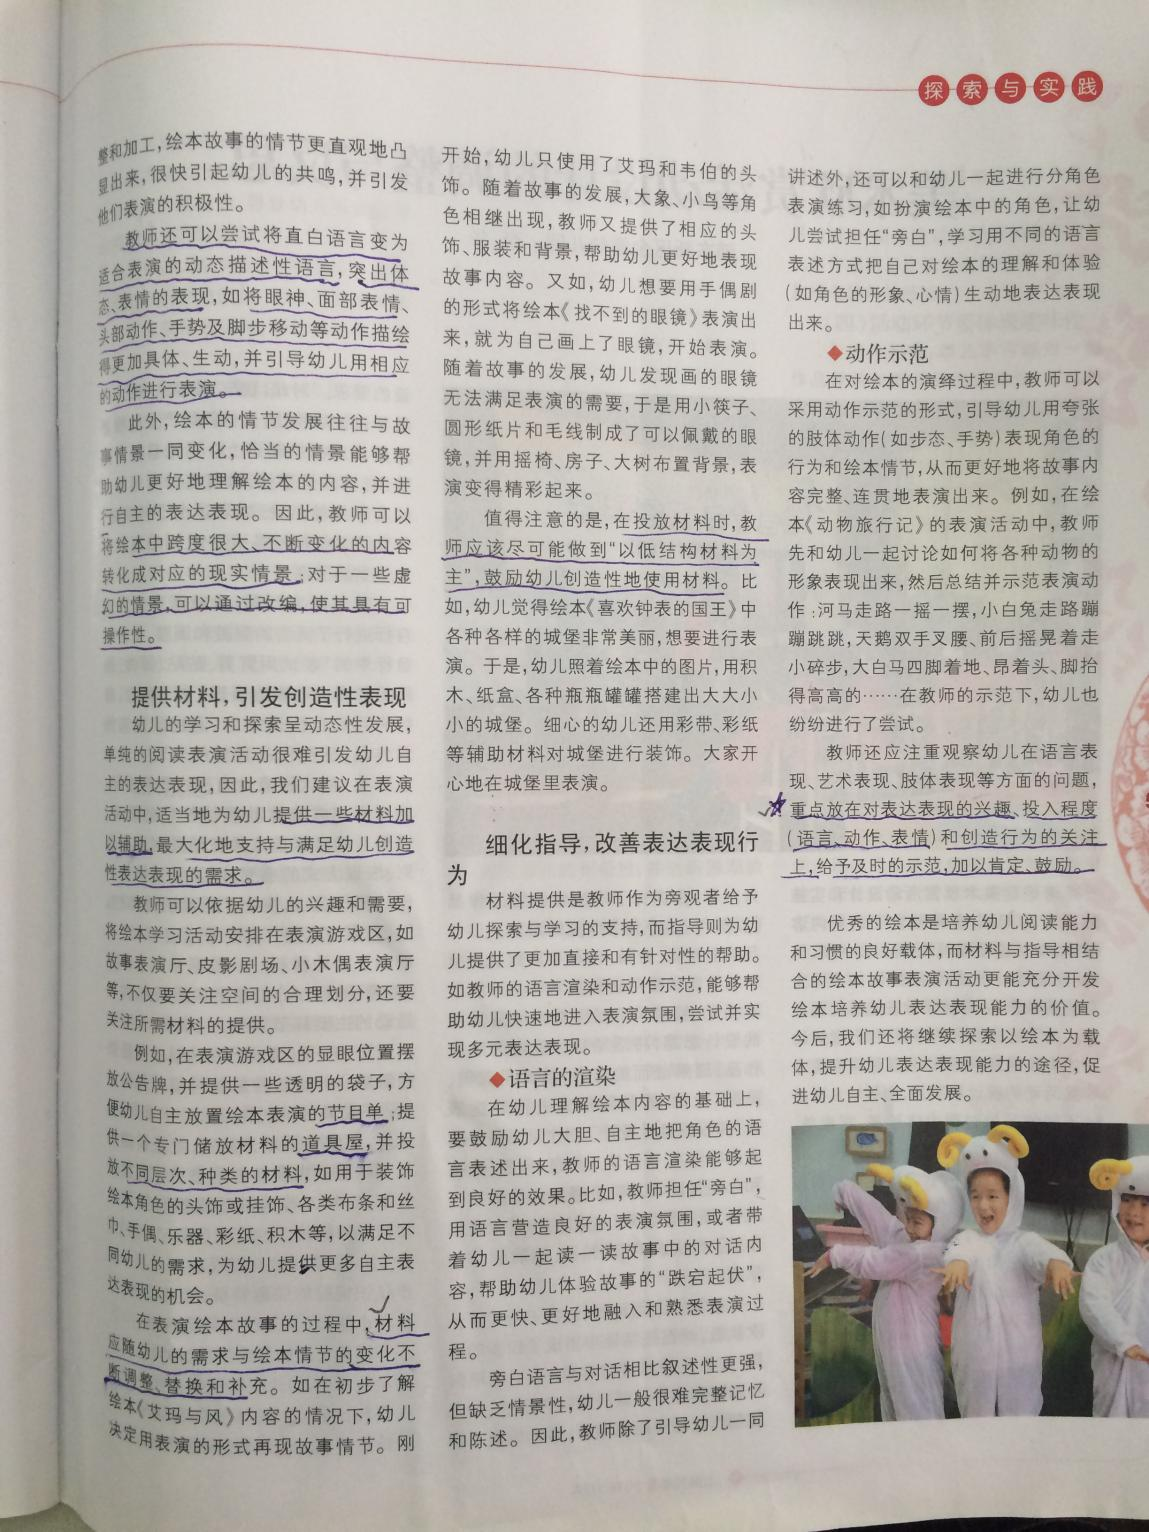 探索与实践
整和加工，绘本故事的情节更直观地凸
显出来，很快引起幼儿的共鸣，并引发
他们表演的积极性。
教师还可以尝试将直白语言变为
适合表演的动态描述性语言，突出体
态、表情的表现，如将眼神、面部表情、
头部动作、手势及脚步移动等动作描绘
得更加具体、生动，并引导幼儿用相应
的动作进行表演。
此外，绘本的情节发展往往与故
事情景一同变化，恰当的情景能够帮
助幼儿更好地理解绘本的内容，并进
行自主的表达表现。因此，教师可以
将绘本中跨度很大、不断变化的内容
转化成对应的现实情景；对于一些虚
幻的情景，可以通过改编，使其具有可
操作性。
提供材料，引发创造性表现
幼儿的学习和探索呈动态性发展，
单纯的阅读表演活动很难引发幼儿自
主的表达表现，因此，我们建议在表演
活动中，适当地为幼儿提供一些材料加
以辅助，最大化地支持与满足幼儿创造
性表达表现的需求。
教师可以依据幼儿的兴趣和需要，
将绘本学习活动安排在表演游戏区，如
故事表演厅、皮影剧场、小木偶表演厅
等，不仅要关注空间的合理划分，还要
关注所需材料的提供。
例如，在表演游戏区的显眼位置摆
放公告牌，并提供一些透明的袋子，方
便幼儿自主放置绘本表演的节目单；提
供一个专门储放材料的道具屋，并投
放不同层次、种类的材料，如用于装饰
绘本角色的头饰或挂饰、各类布条和丝
巾、手偶、乐器、彩纸、积木等，以满足不
同幼儿的需求，为幼儿提供更多自主表
达表现的机会。
在表演绘本故事的过程中，材料
应随幼儿的需求与绘本情节的变化不
断调整、替换和补充。如在初步了解
绘本《艾玛与风》内容的情况下，幼儿
决定用表演的形式再现故事情节。刚
开始，幼儿只使用了艾玛和韦伯的头
饰。随着故事的发展，大象、小鸟等角
色相继出现，教师又提供了相应的头
饰、服装和背景，帮助幼儿更好地表现
故事内容。又如，幼儿想要用手偶剧
的形式将绘本《找不到的眼镜》表演出
来，就为自己画上了眼镜，开始表演。
随着故事的发展，幼儿发现画的眼镜
无法满足表演的需要，于是用小筷子、
圆形纸片和毛线制成了可以佩戴的眼
镜，并用摇椅、房子、大树布置背景，表
演变得精彩起来。
值得注意的是，在投放材料时，教
师应该尽可能做到“以低结构材料为
主”，鼓励幼儿创造性地使用材料。比
如，幼儿觉得绘本《喜欢钟表的国王》中
各种各样的城堡非常美丽，想要进行表
演。于是，幼儿照着绘本中的图片，用积
木、纸盒、各种瓶瓶罐罐搭建出大大小
小的城堡。细心的幼儿还用彩带、彩纸
等辅助材料对城堡进行装饰。大家开
心地在城堡里表演。
细化指导，改善表达表现行
为
材料提供是教师作为旁观者给予
幼儿探索与学习的支持，而指导则为幼
儿提供了更加直接和有针对性的帮助。
如教师的语言渲染和动作示范，能够帮
助幼儿快速地进入表演氛围，尝试并实
现多元表达表现。
◆语言的渲染
在幼儿理解绘本内容的基础上，
要鼓励幼儿大胆、自主地把角色的语
言表述出来，教师的语言渲染能够起
到良好的效果。比如，教师担任“旁白”，
用语言营造良好的表演氛围，或者带
着幼儿一起读一读故事中的对话内
容，帮助幼儿体验故事的“跌宕起伏”，
从而更快、更好地融入和熟悉表演过
程。
旁白语言与对话相比叙述性更强，
但缺乏情景性，幼儿一般很难完整记忆
和陈述。因此，教师除了引导幼儿一同
讲述外，还可以和幼儿一起进行分角色
表演练习，如扮演绘本中的角色，让幼
儿尝试担任“旁白”，学习用不同的语言
表述方式把自己对绘本的理解和体验
（如角色的形象、心情）生动地表达表现
出来。
◆动作示范
在对绘本的演绎过程中，教师可以
采用动作示范的形式，引导幼儿用夸张
的肢体动作（如步态、手势）表现角色的
行为和绘本情节，从而更好地将故事内
容完整、连贯地表演出来。例如，在绘
本《动物旅行记》的表演活动中，教师
先和幼儿一起讨论如何将各种动物的
形象表现出来，然后总结并示范表演动
作：河马走路一摇一摆，小白兔走路蹦
蹦跳跳，天鹅双手叉腰、前后摇晃着走
小碎步，大白马四脚着地、昂着头、脚抬
得高高的……在教师的示范下，幼儿也
纷纷进行了尝试。
教师还应注重观察幼儿在语言表
现、艺术表现、肢体表现等方面的问题，
重点放在对表达表现的兴趣、投入程度
（语言、动作、表情）和创造行为的关注
上，给予及时的示范，加以肯定、鼓励。
优秀的绘本是培养幼儿阅读能力
和习惯的良好载体，而材料与指导相结
合的绘本故事表演活动更能充分开发
绘本培养幼儿表达表现能力的价值。
今后，我们还将继续探索以绘本为载
体，提升幼儿表达表现能力的途径，促
进幼儿自主、全面发展。